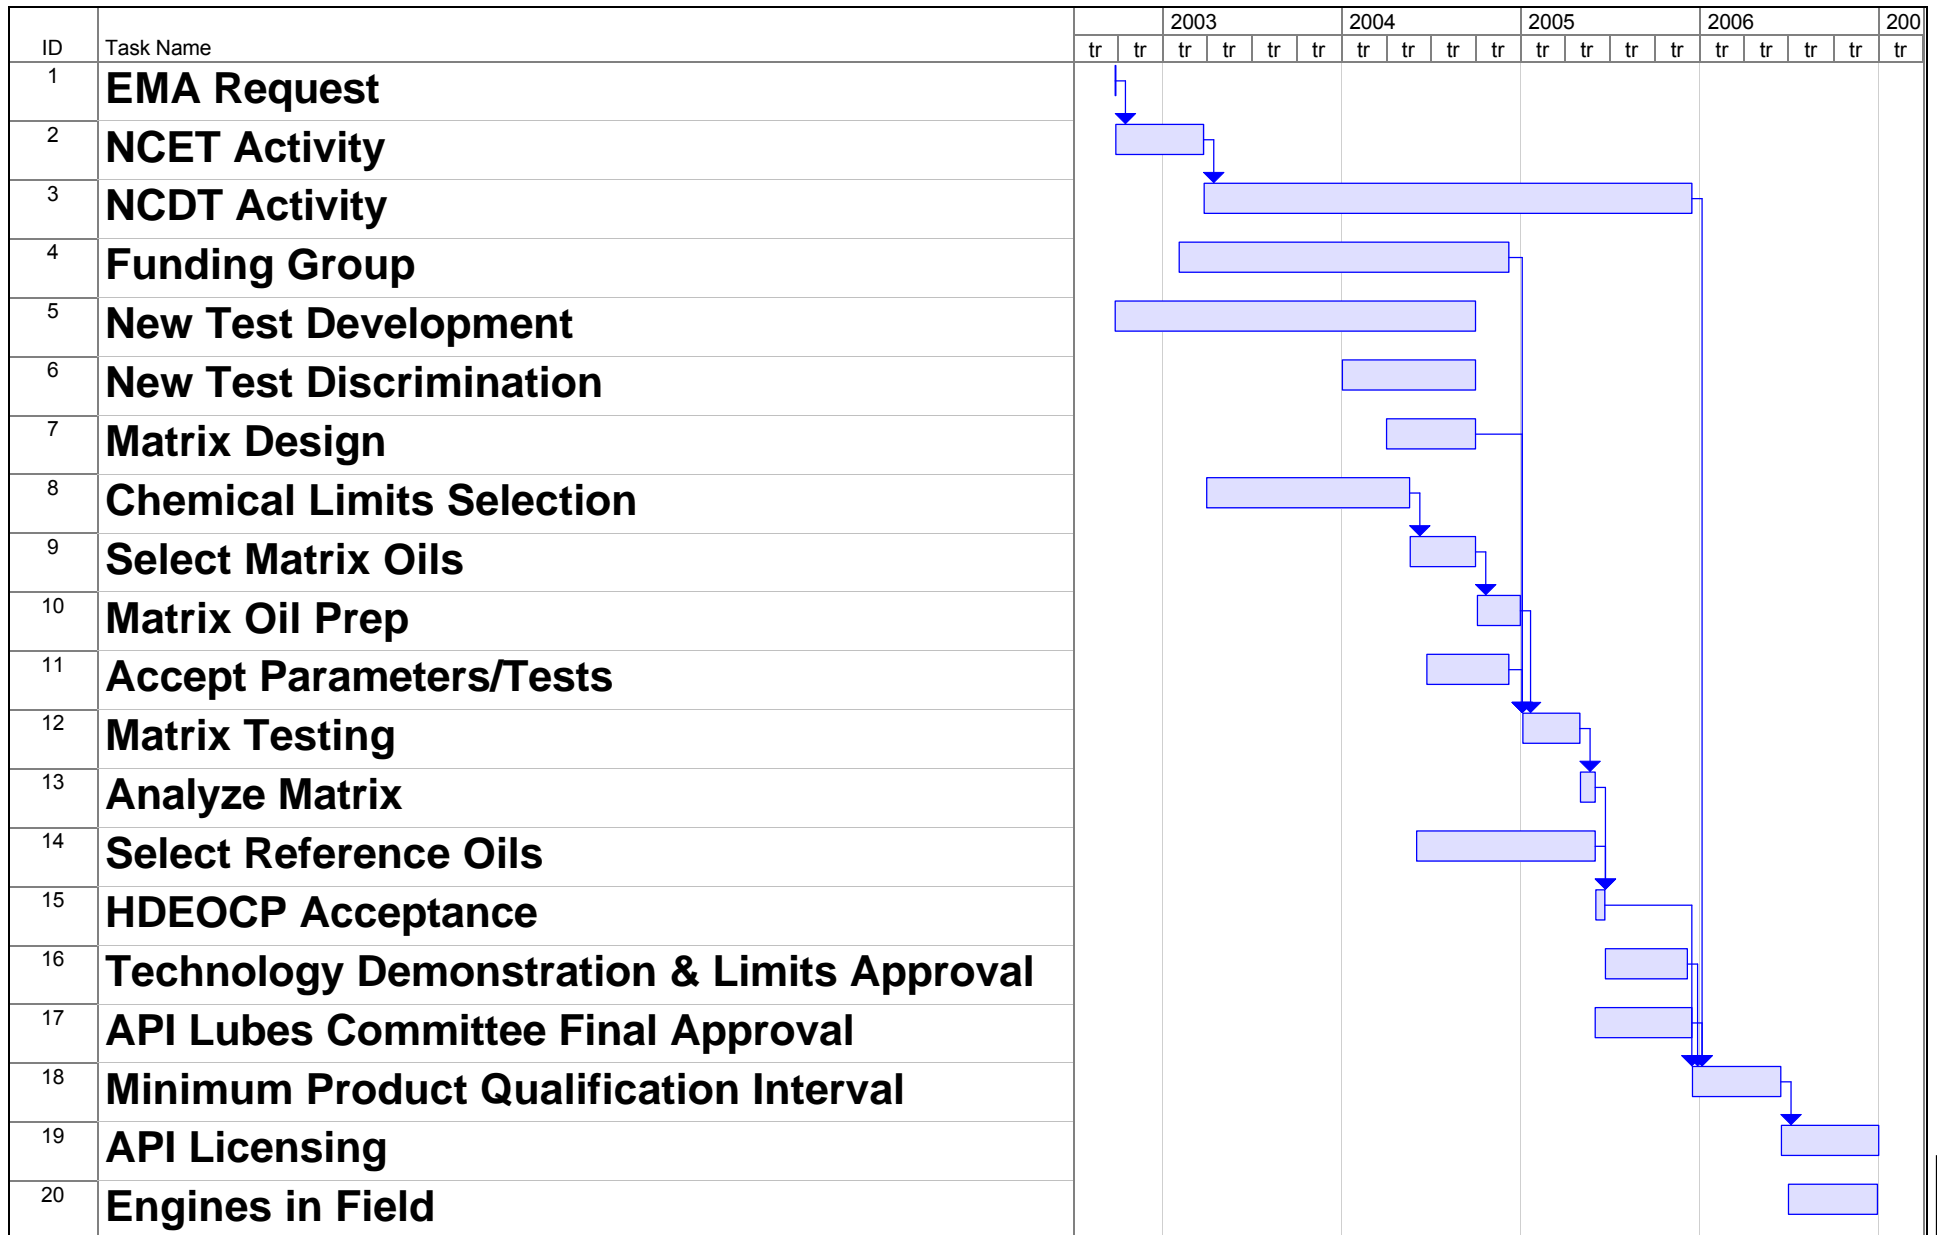 2003 2004 2005 2006 200
ID Task Name tr tr tr tr tr tr tr tr tr tr tr tr tr tr tr tr tr tr tr
1 EMA Request
2 NCET Activity
3 NCDT Activity
4 Funding Group
5 New Test Development
6 New Test Discrimination
7 Matrix Design
8 Chemical Limits Selection
9 Select Matrix Oils
10 Matrix Oil Prep
11 Accept Parameters/Tests
12 Matrix Testing
13 Analyze Matrix
14 Select Reference Oils
15 HDEOCP Acceptance
16 Technology Demonstration & Limits Approval
17 API Lubes Committee Final Approval
18 Minimum Product Qualification Interval
19 API Licensing
20 Engines in Field